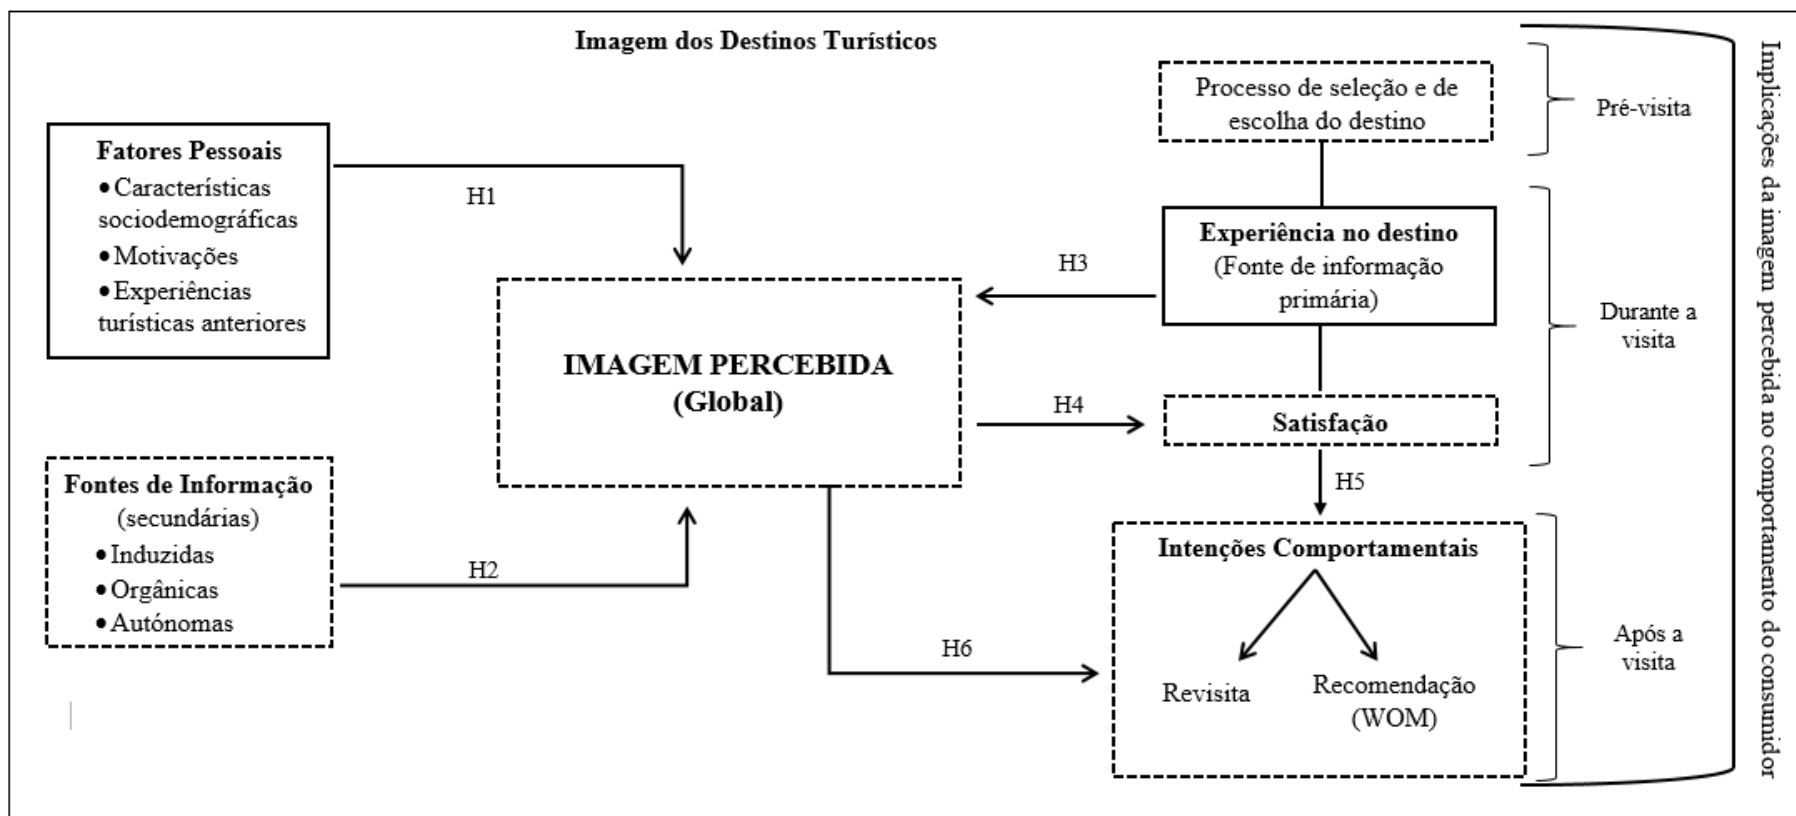 Imagem dos Destinos Turísticos
Fatores Pessoais
• Características
sociodemográficas
• Motivações
• Experiências
turísticas anteriores
H1
Fontes de Informação
(secundárias)
• Induzidas
• Orgânicas
• Autónomas
H2
IMAGEM PERCEBIDA
(Global)
H3
H4
H6
Processo de seleção e de
escolha do destino
Experiência no destino
(Fonte de informação
primária)
Satisfação
H5
Intenções Comportamentais
Revisita
Recomendação
(WOM)
Pré-visita
Durante a
visita
Após a
visita
Implicações da imagem percebida no comportamento do consumidor